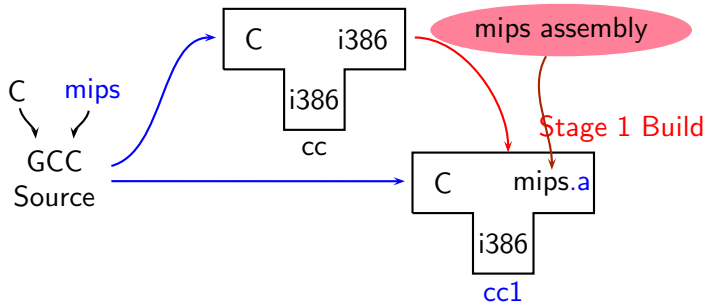 mips assembly
C i386
i386
cc
C mips
GCC
Source
Stage 1 Build
C mips.a
i386
cc1